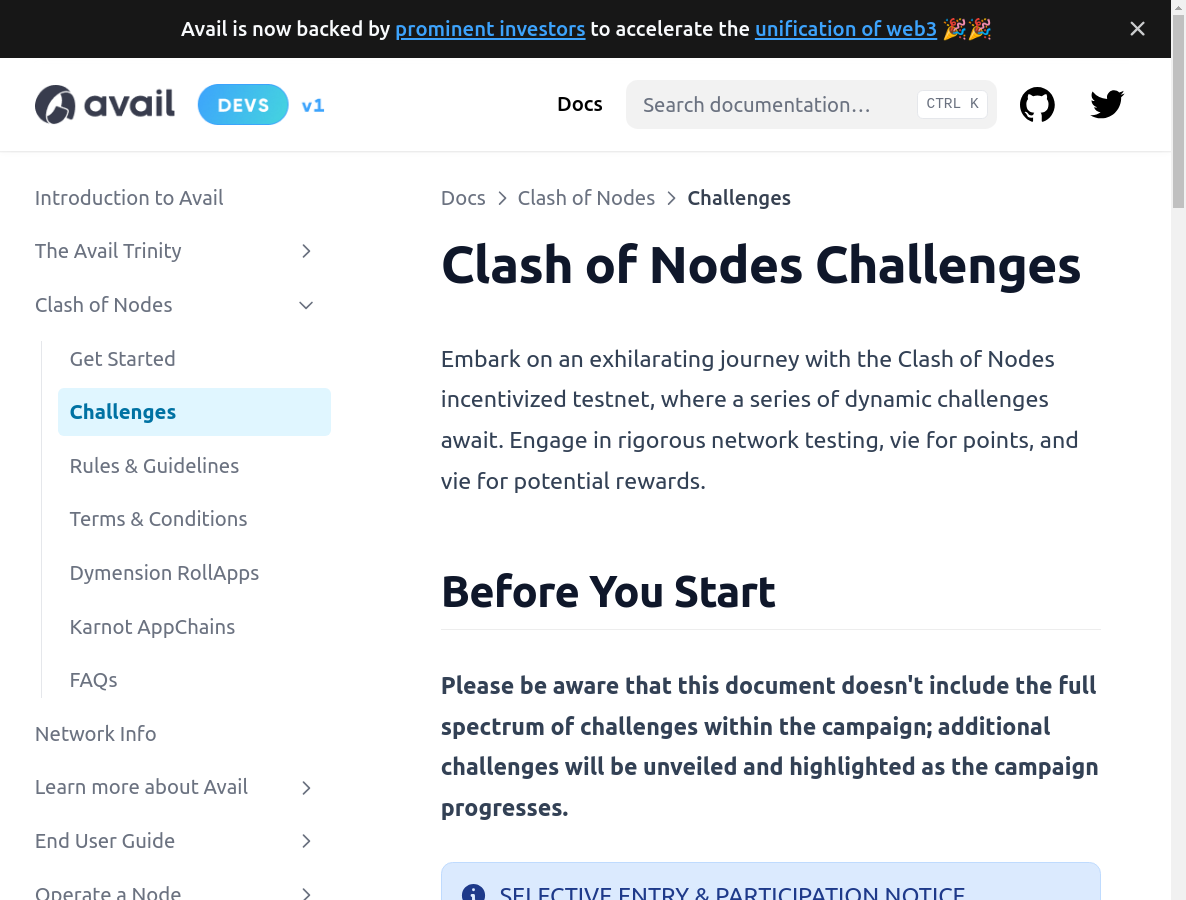 Avail is now backed by prominent investors to accelerate the unification of web3 🎉🎉
avail DEVS v1
Docs
Search documentation…
CTRL K
Introduction to Avail
The Avail Trinity
Clash of Nodes
Get Started
Challenges
Rules & Guidelines
Terms & Conditions
Dymension RollApps
Karnot AppChains
FAQs
Network Info
Learn more about Avail
End User Guide
Operate a Node
Docs > Clash of Nodes > Challenges
Clash of Nodes Challenges
Embark on an exhilarating journey with the Clash of Nodes
incentivized testnet, where a series of dynamic challenges
await. Engage in rigorous network testing, vie for points, and
vie for potential rewards.
Before You Start
Please be aware that this document doesn't include the full
spectrum of challenges within the campaign; additional
challenges will be unveiled and highlighted as the campaign
progresses.
SELECTIVE ENTRY & PARTICIPATION NOTICE